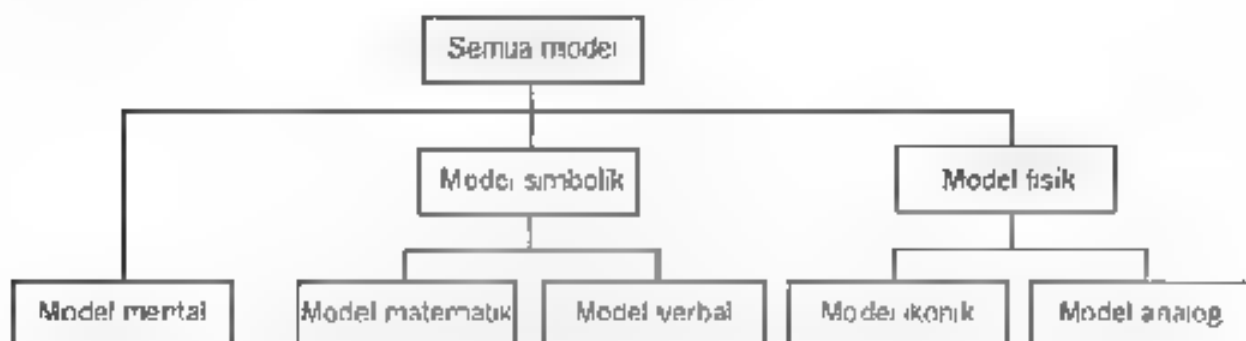 Semua model
Model simbolik
Model fisik
Model mental
Model matematik
Model verbal
Model ikonik
Model analog